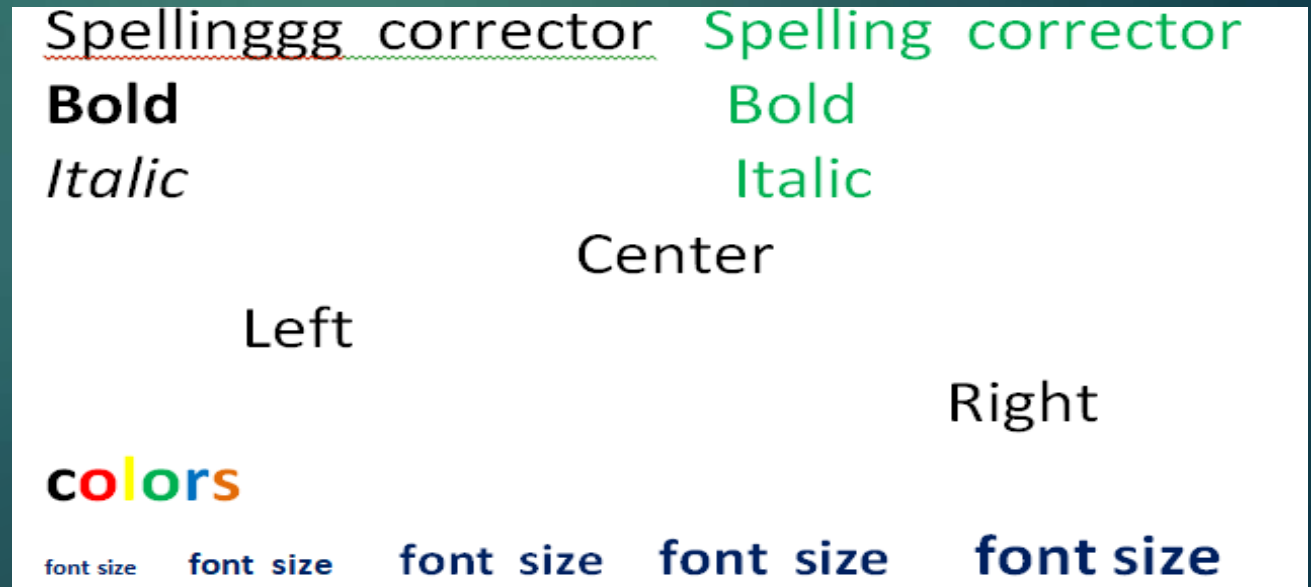 Spellinggg corrector Spelling corrector
Bold Bold
Italic Italic
Center
Left
Right
colors
font size font size font size font size font size